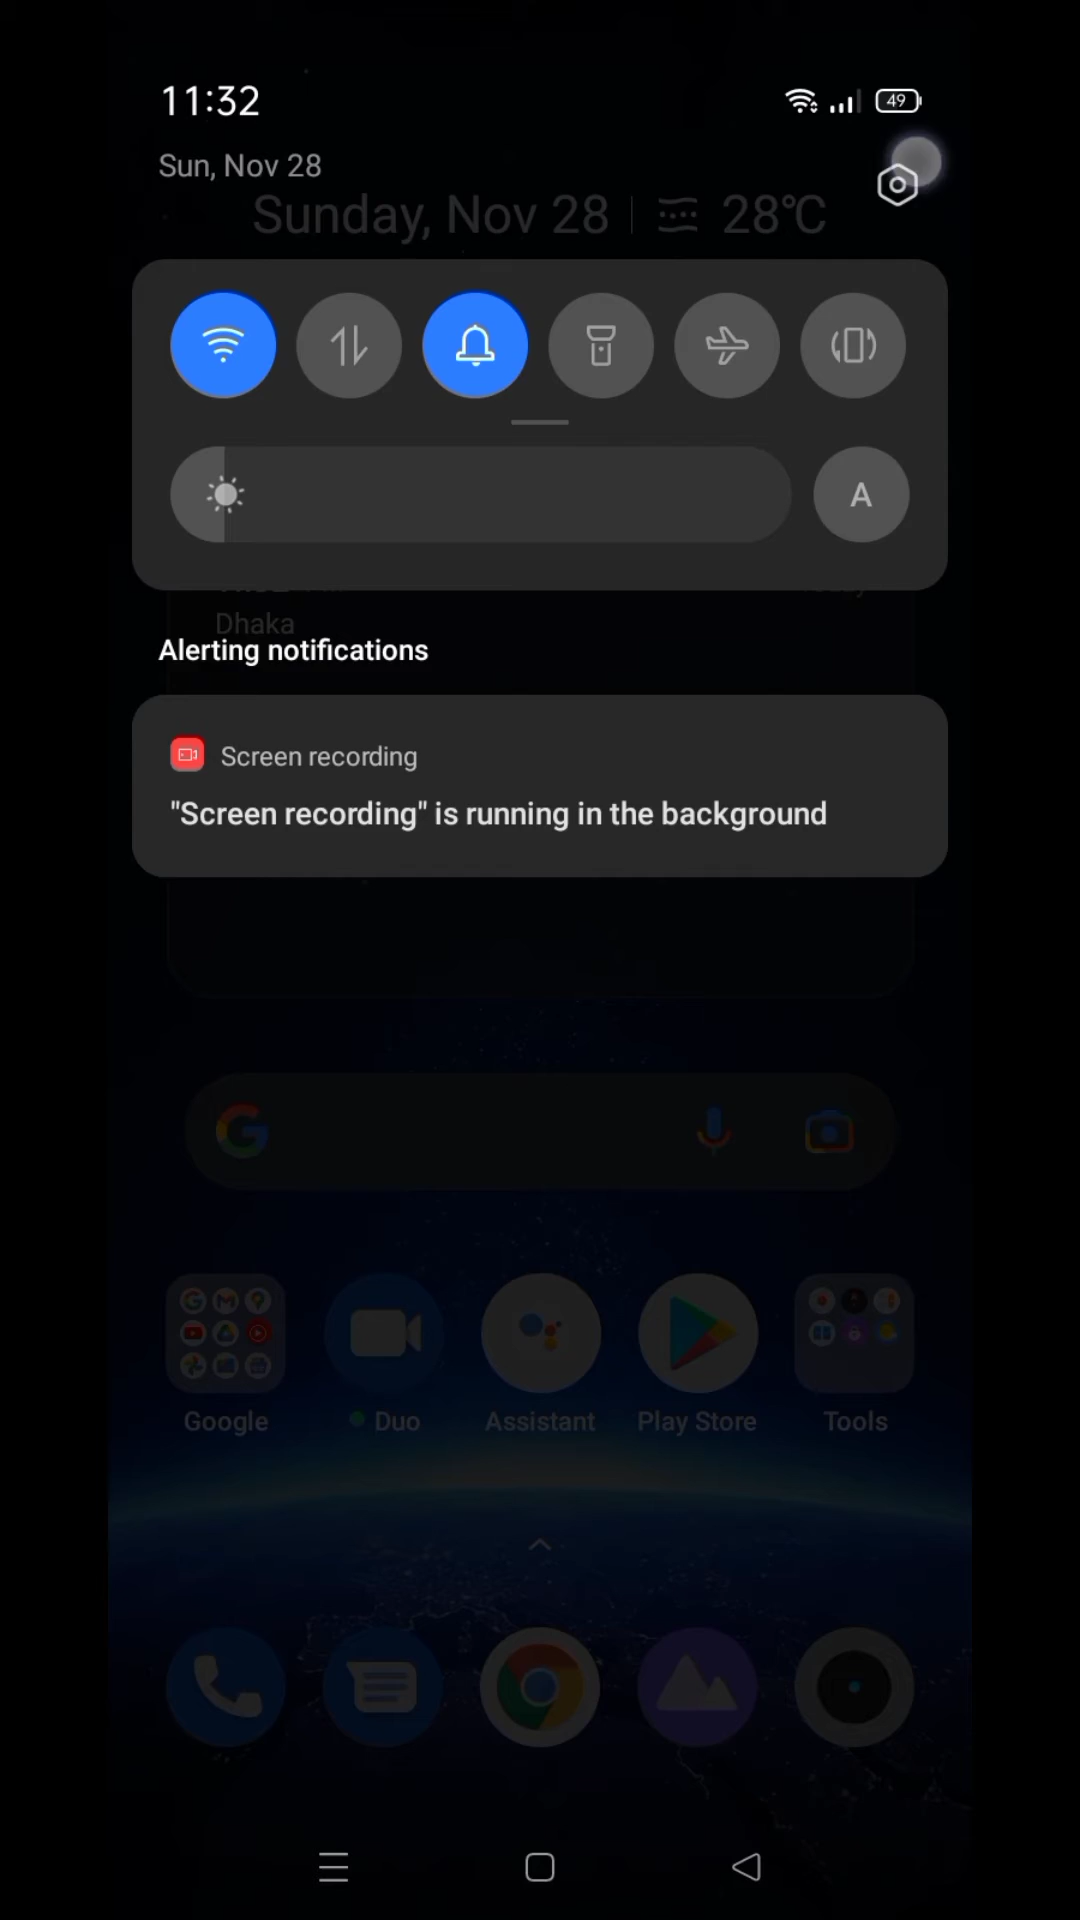 11:32
49
Sun, Nov 28
Sunday, Nov 28
28°C
A
Dhaka
Alerting notifications
Screen recording
"Screen recording" is running in the background
Google
Duo
Assistant
Play Store
Tools